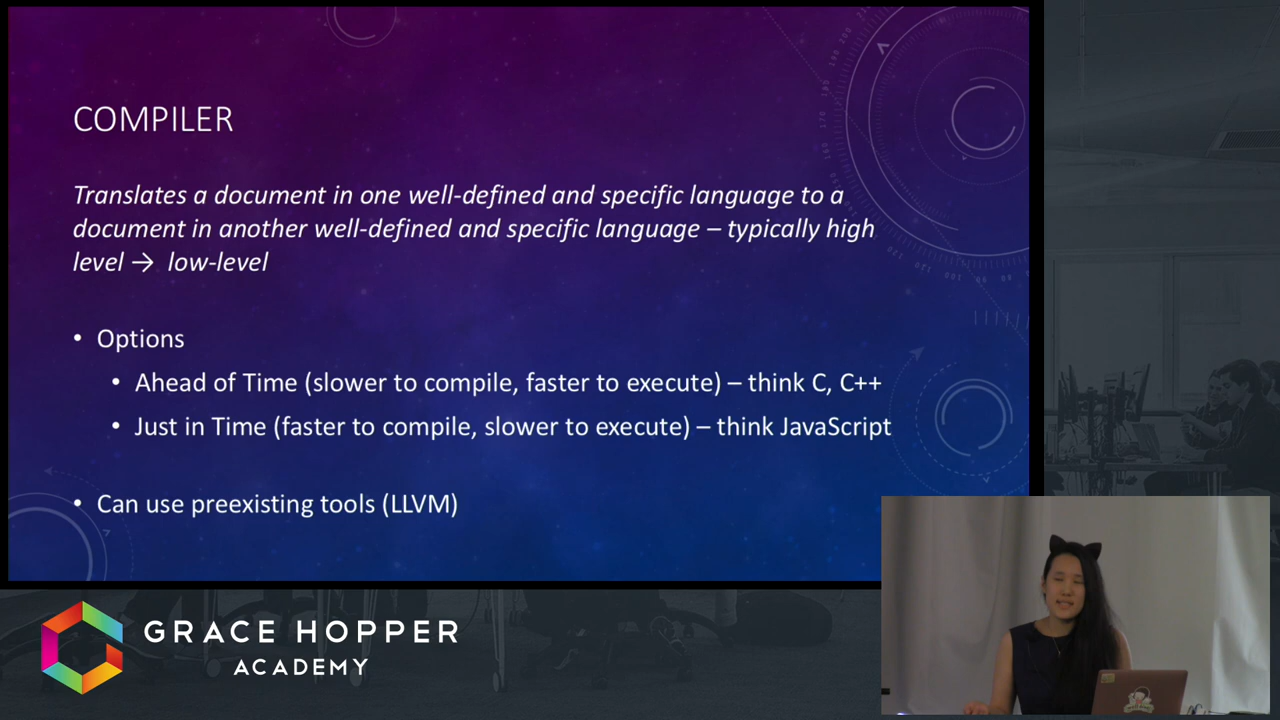 COMPILER
Translates a document in one well-defined and specific language to a
document in another well-defined and specific language – typically high
level → low-level
• Options
• Ahead of Time (slower to compile, faster to execute) – think C, C++
• Just in Time (faster to compile, slower to execute) – think JavaScript
• Can use preexisting tools (LLVM)
GRACE HOPPER
ACADEMY